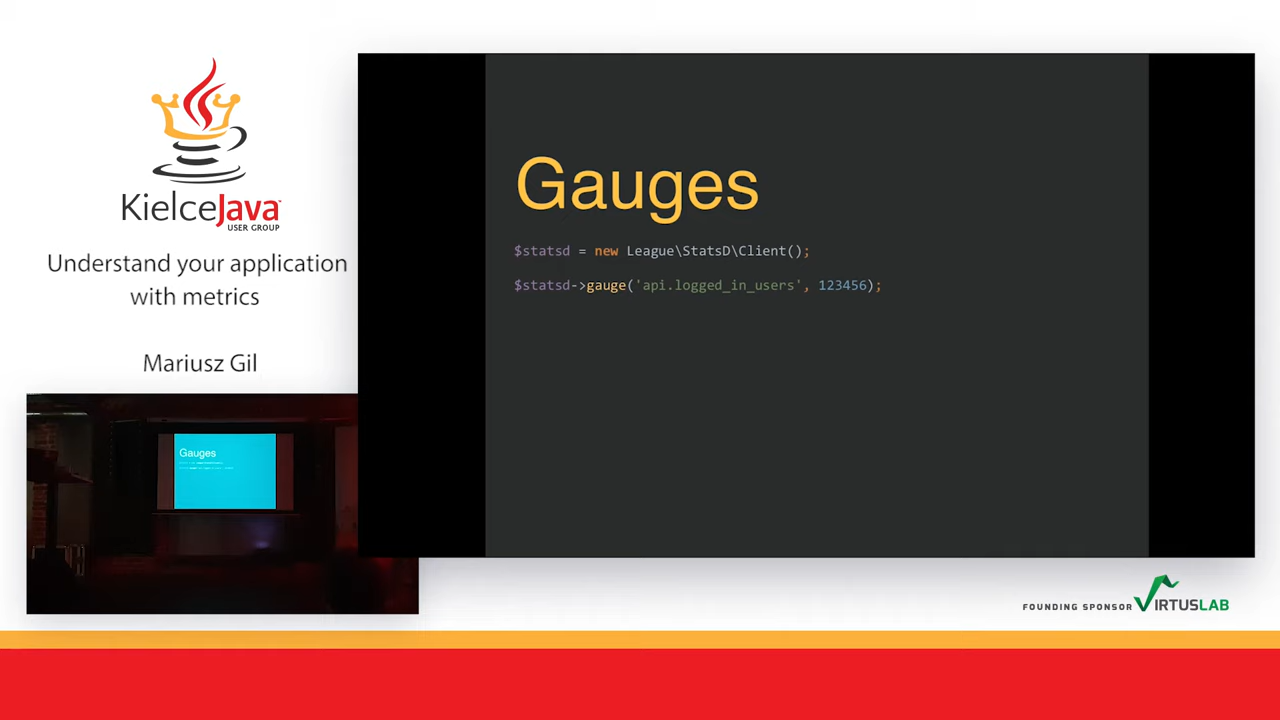 KielceJava
USER GROUP
Understand your application
with metrics
Mariusz Gil
Gauges
$statsd = new League\StatsD\Client();
$statsd->gauge('api.logged_in_users', 123456);
Gauges
FOUNDING SPONSOR VIRTUSLAB